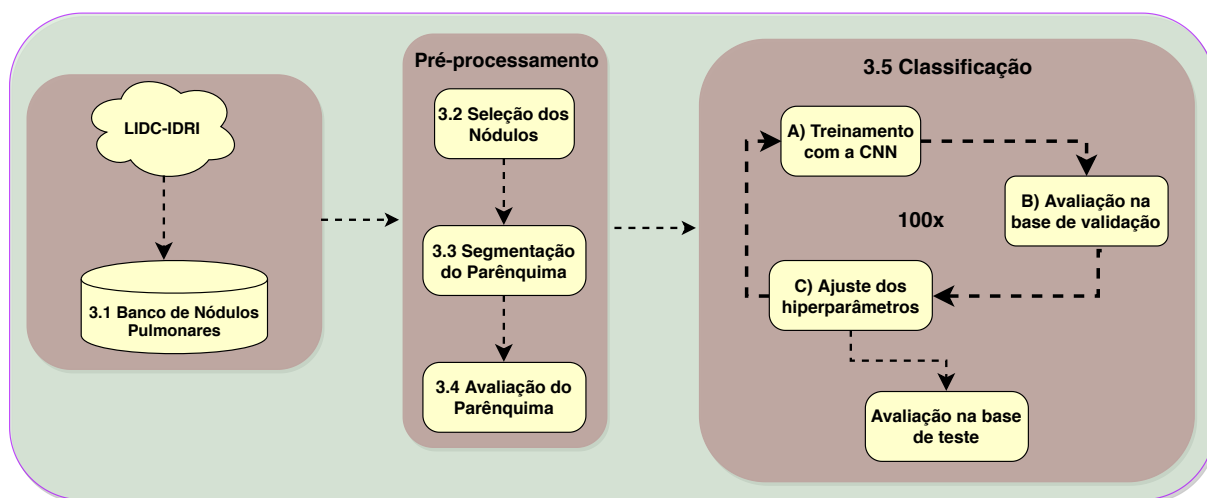 LIDC-IDRI
3.1 Banco de Nódulos
Pulmonares
Pré-processamento
3.2 Seleção dos
Nódulos
3.3 Segmentação
do Parênquima
3.4 Avaliação do
Parênquima
3.5 Classificação
A) Treinamento
com a CNN
B) Avaliação na
base de validação
100x
C) Ajuste dos
hiperparâmetros
Avaliação na base
de teste